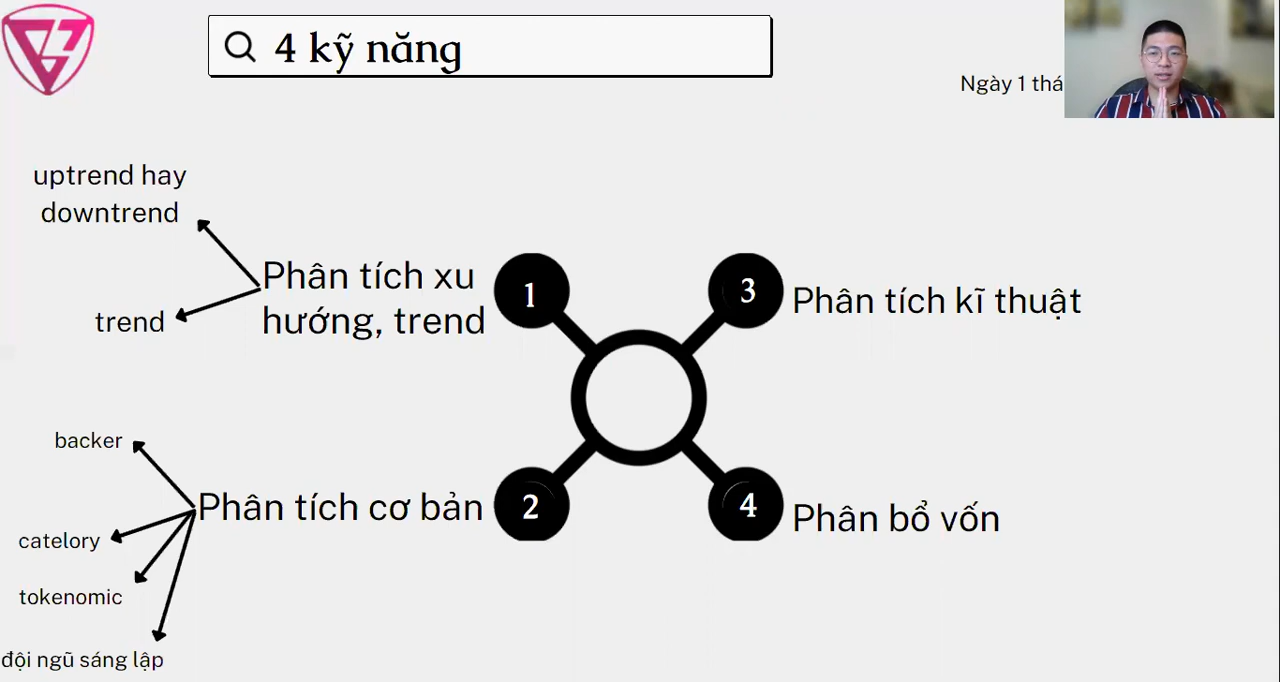 4 kỹ năng
Ngày 1
uptrend hay
downtrend
Phân tích xu
hướng, trend
trend
1
3
Phân tích kĩ thuật
backer
Phân tích cơ bản
2
4
Phân bổ vốn
catelory
tokenomic
đội ngũ sáng lập